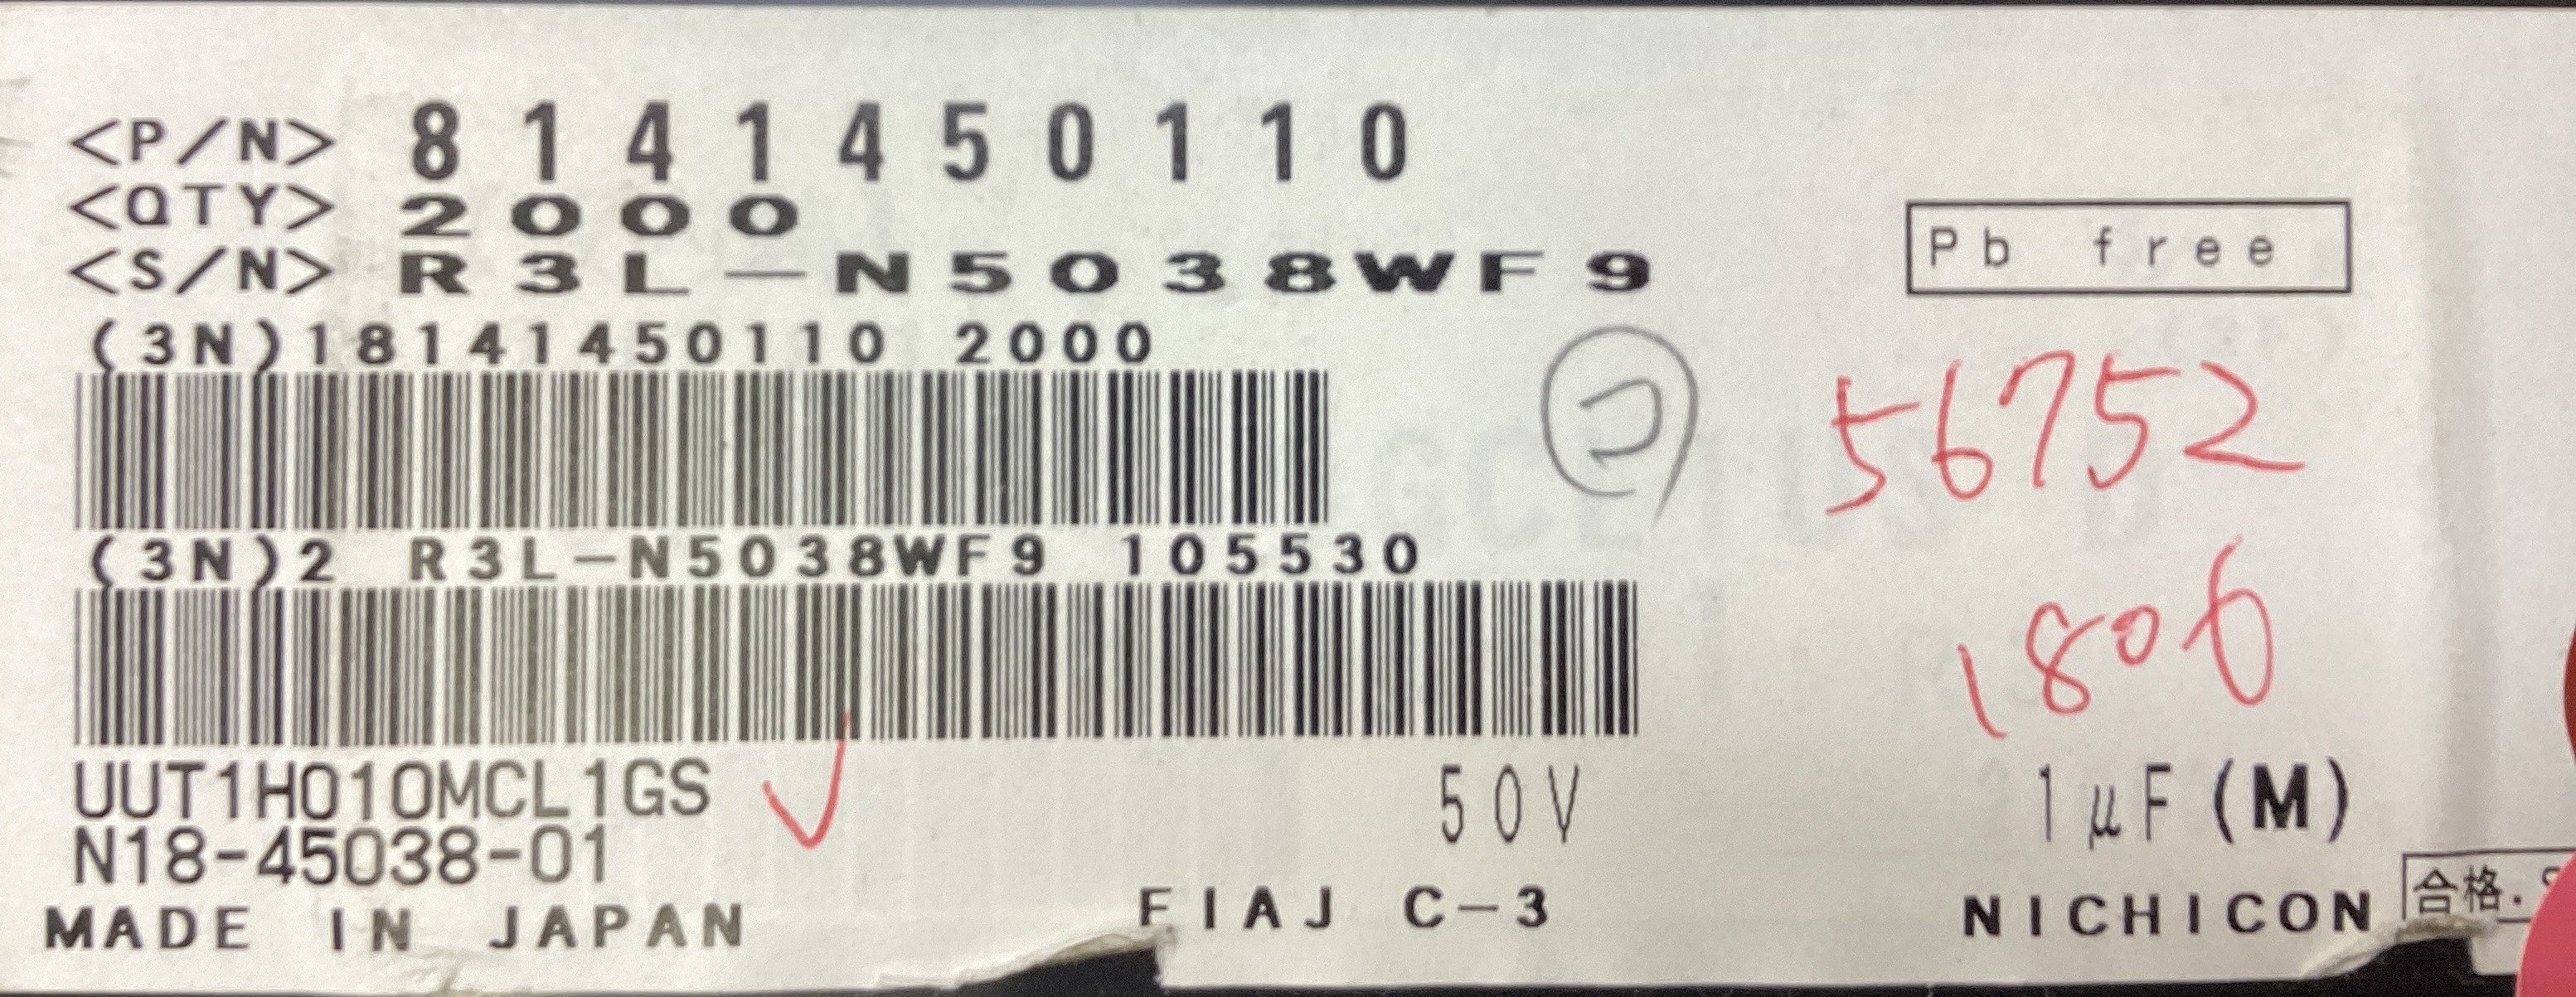 <P/N> 8141450110
<QTY> 2000
<S/N> R3L-N5038WF9
Pb free
(3N)18141450110 2000
56752
(3N)2 R3L-N5038WF9 105530
1806
UUT1H010MCL1GS 50V 1µF(M)
N18-45038-01
MADE IN JAPAN EIAJ C-3 NICHICON
合格.